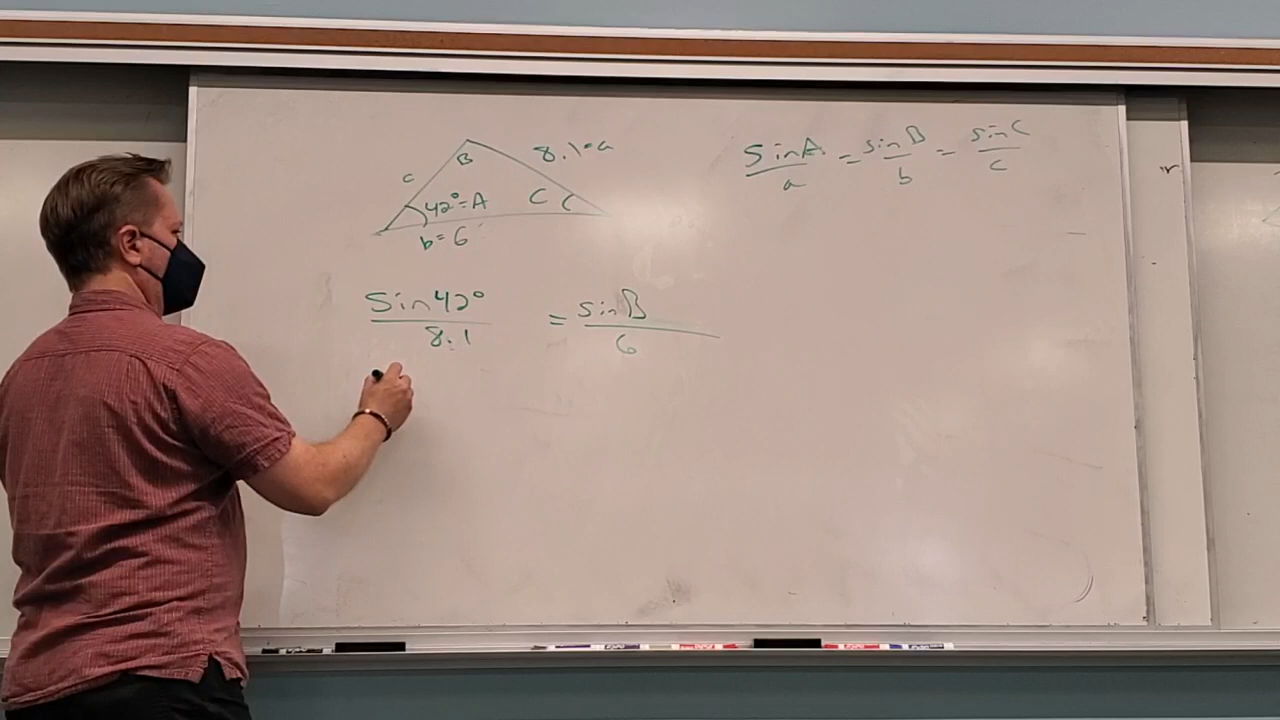 B
8.1=a
c
42°=A
C
b=6
sinA/a = sinB/b = sinC/c
Sin42°/8.1 = sinB/6